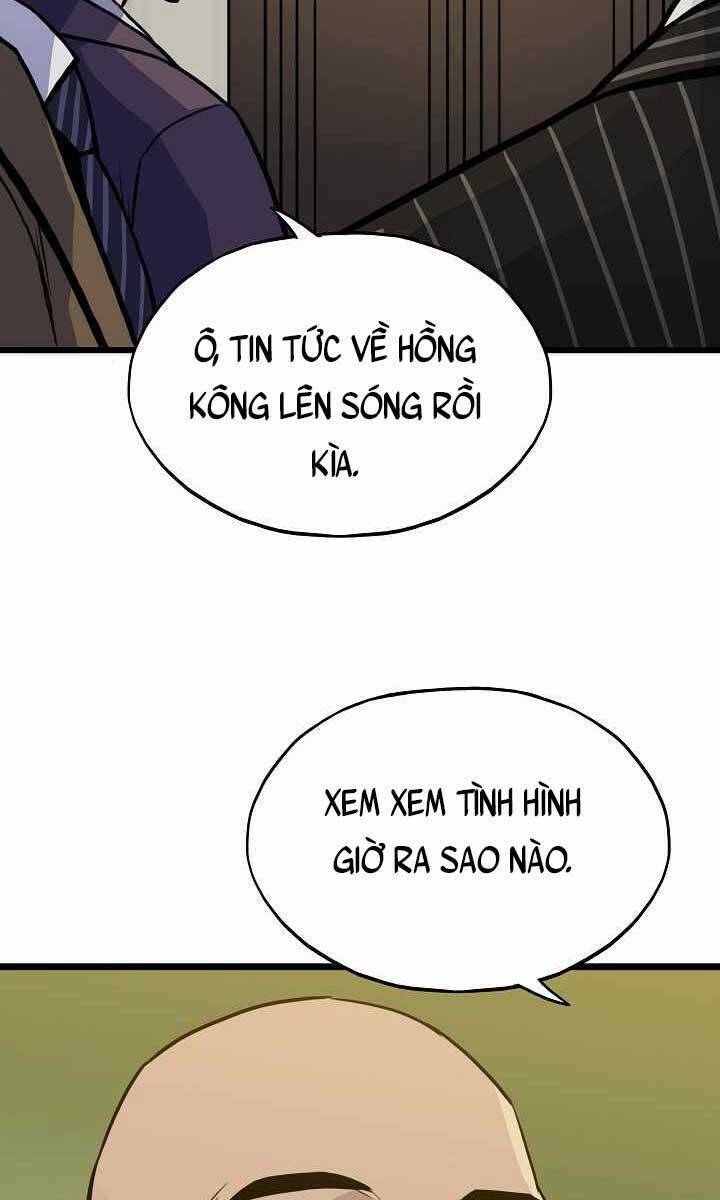 Ô, TIN TỨC VỀ HỒNG
KÔNG LÊN SÓNG RỒI
KÌA.
XEM XEM TÌNH HÌNH
GIỜ RA SAO NÀO.